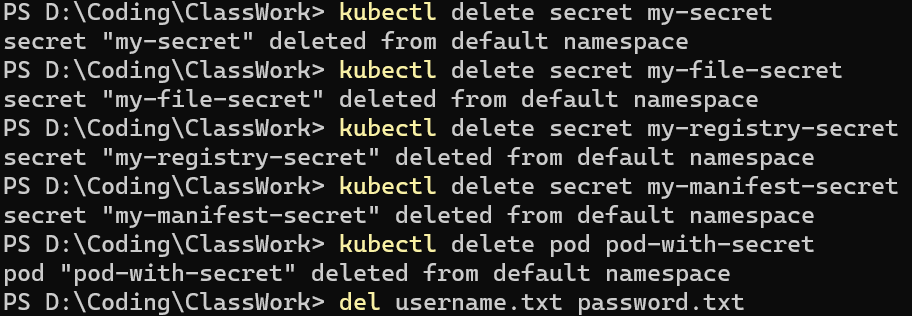 PS D:\Coding\ClassWork> kubectl delete secret my-secret
secret "my-secret" deleted from default namespace
PS D:\Coding\ClassWork> kubectl delete secret my-file-secret
secret "my-file-secret" deleted from default namespace
PS D:\Coding\ClassWork> kubectl delete secret my-registry-secret
secret "my-registry-secret" deleted from default namespace
PS D:\Coding\ClassWork> kubectl delete secret my-manifest-secret
secret "my-manifest-secret" deleted from default namespace
PS D:\Coding\ClassWork> kubectl delete pod pod-with-secret
pod "pod-with-secret" deleted from default namespace
PS D:\Coding\ClassWork> del username.txt password.txt